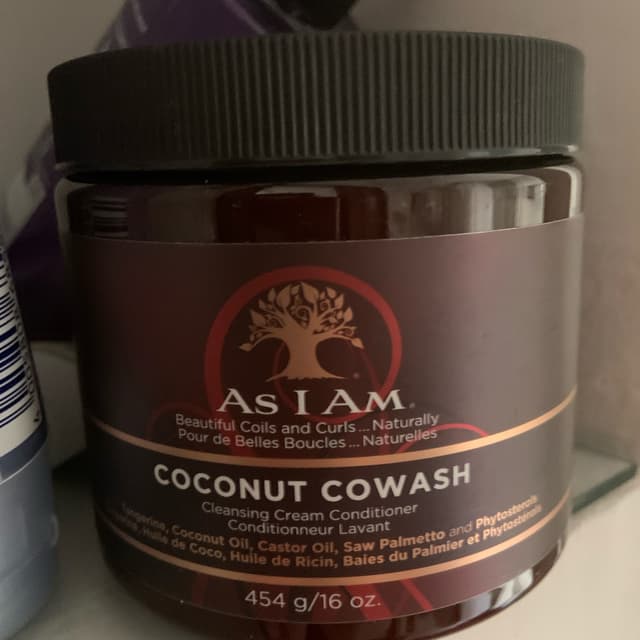 As I Am
Beautiful Coils and Curls ... Naturally
Pour de Belles Boucles ... Naturelles
COCONUT COWASH
Cleansing Cream Conditioner
Conditionneur Lavant
Tangerine, Coconut Oil, Castor Oil, Saw Palmetto and Phytosterols
Huile de Coco, Huile de Ricin, Baies du Palmier et Phytostérols
454 g/16 oz.